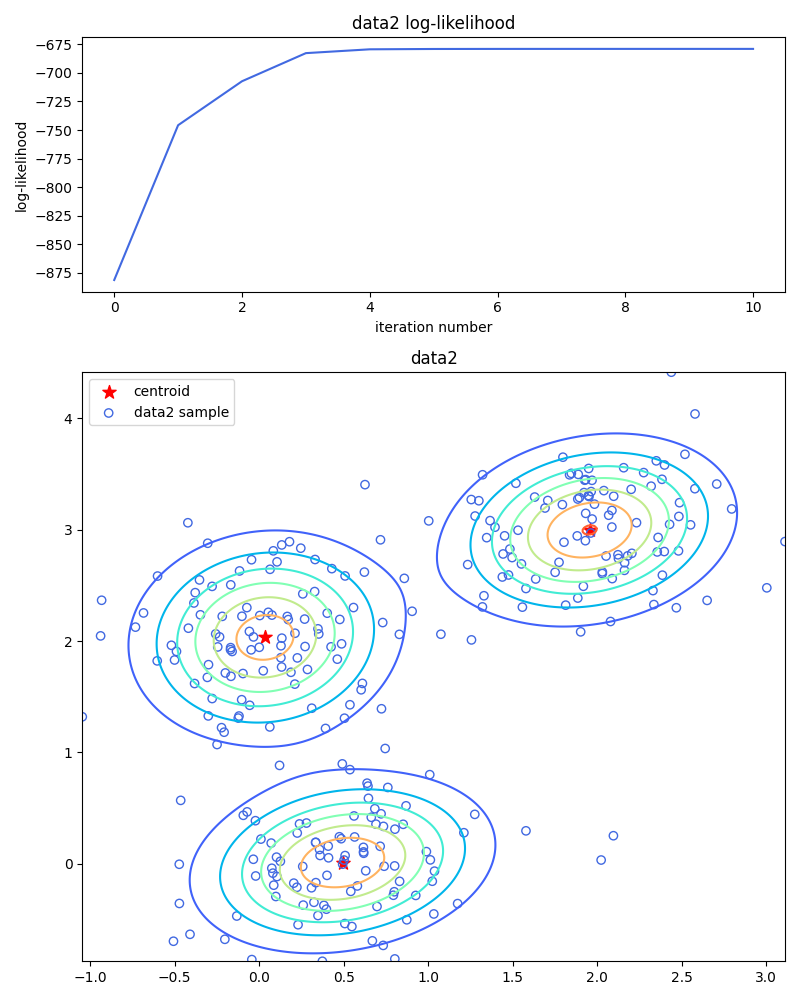 data2 log-likelihood
−675
−700
−725
−750
−775
−800
−825
−850
−875
log-likelihood
0 2 4 6 8 10
iteration number
data2
centroid
data2 sample
4
3
2
1
0
−1.0 −0.5 0.0 0.5 1.0 1.5 2.0 2.5 3.0